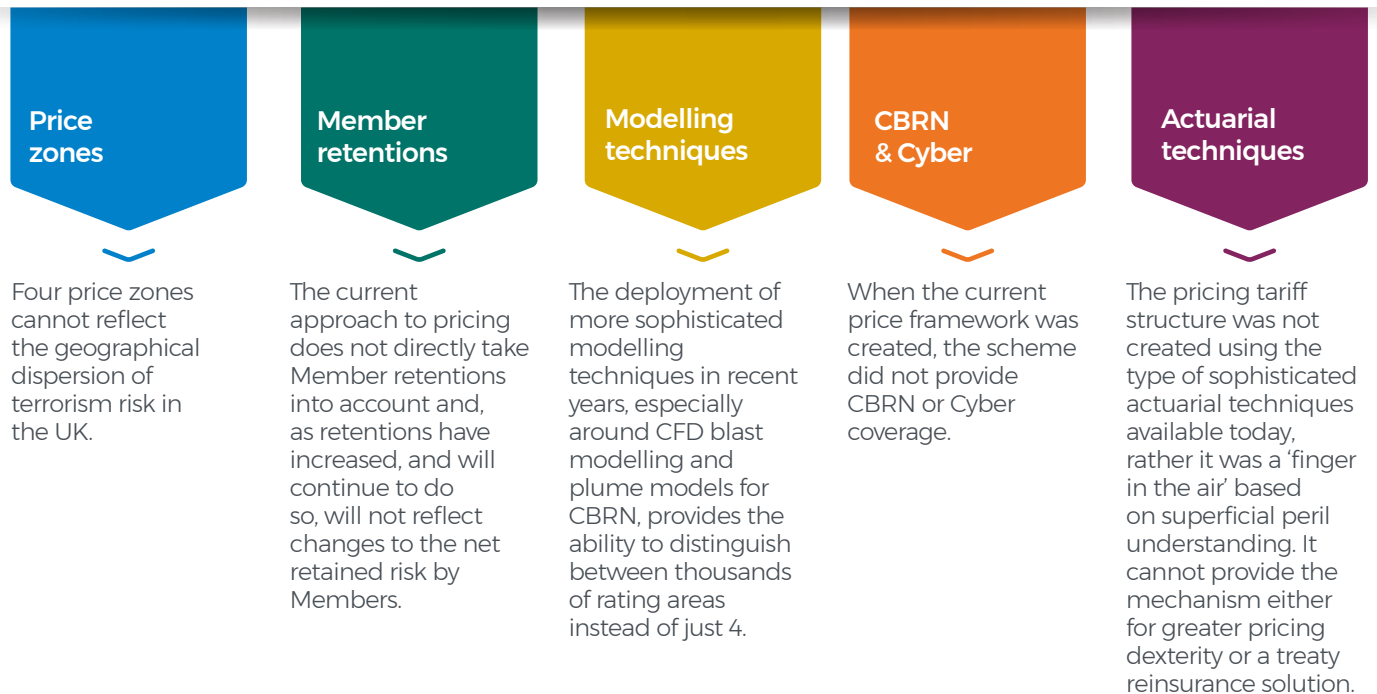 Price
zones
Four price zones
cannot reflect
the geographical
dispersion of
terrorism risk in
the UK.
Member
retentions
The current
approach to pricing
does not directly take
Member retentions
into account and,
as retentions have
increased, and will
continue to do
so, will not reflect
changes to the net
retained risk by
Members.
Modelling
techniques
The deployment of
more sophisticated
modelling
techniques in recent
years, especially
around CFD blast
modelling and
plume models for
CBRN, provides the
ability to distinguish
between thousands
of rating areas
instead of just 4.
CBRN
& Cyber
When the current
price framework was
created, the scheme
did not provide
CBRN or Cyber
coverage.
Actuarial
techniques
The pricing tariff
structure was not
created using the
type of sophisticated
actuarial techniques
available today,
rather it was a ‘finger
in the air’ based
on superficial peril
understanding. It
cannot provide the
mechanism either
for greater pricing
dexterity or a treaty
reinsurance solution.